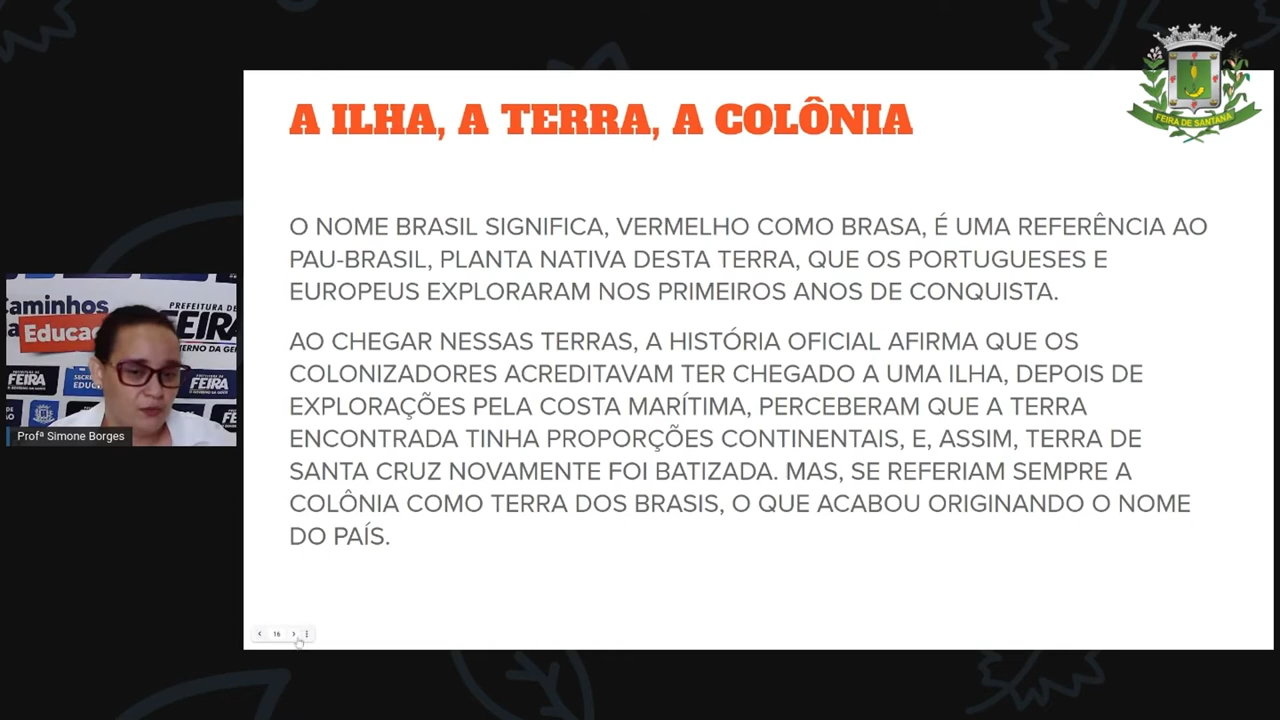 A ILHA, A TERRA, A COLÔNIA
FEIRA DE SANTANA
O NOME BRASIL SIGNIFICA, VERMELHO COMO BRASA, É UMA REFERÊNCIA AO
PAU-BRASIL, PLANTA NATIVA DESTA TERRA, QUE OS PORTUGUESES E
EUROPEUS EXPLORARAM NOS PRIMEIROS ANOS DE CONQUISTA.
AO CHEGAR NESSAS TERRAS, A HISTÓRIA OFICIAL AFIRMA QUE OS
COLONIZADORES ACREDITAVAM TER CHEGADO A UMA ILHA, DEPOIS DE
EXPLORAÇÕES PELA COSTA MARÍTIMA, PERCEBERAM QUE A TERRA
ENCONTRADA TINHA PROPORÇÕES CONTINENTAIS, E, ASSIM, TERRA DE
SANTA CRUZ NOVAMENTE FOI BATIZADA. MAS, SE REFERIAM SEMPRE A
COLÔNIA COMO TERRA DOS BRASIS, O QUE ACABOU ORIGINANDO O NOME
DO PAÍS.
16
Caminhos
Educaç
PREFEITURA DE
FEIRA
FEIRA
FEIRA
Profª Simone Borges